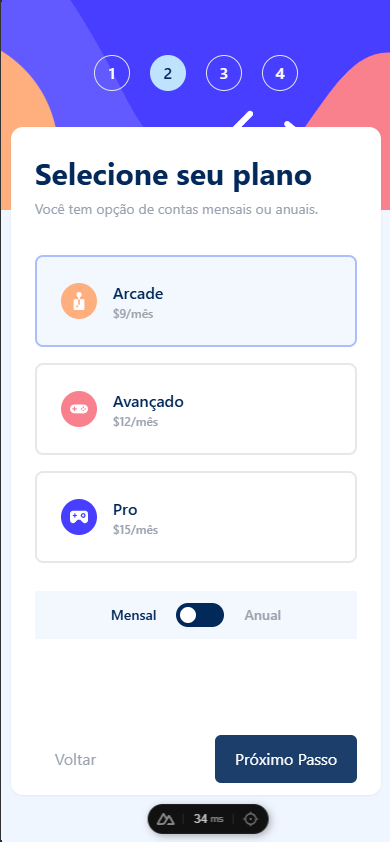 1 2 3 4
Selecione seu plano
Você tem opção de contas mensais ou anuais.
Arcade
$9/mês
Avançado
$12/mês
Pro
$15/mês
Mensal Anual
Voltar Próximo Passo
34 ms